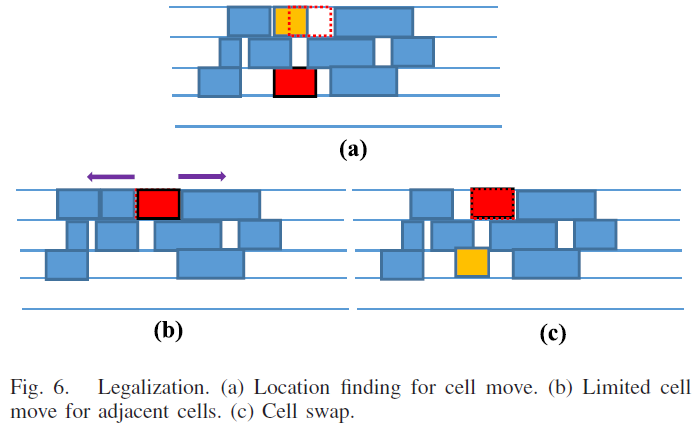 (a)
(b)
(c)
Fig. 6. Legalization. (a) Location finding for cell move. (b) Limited cell
move for adjacent cells. (c) Cell swap.